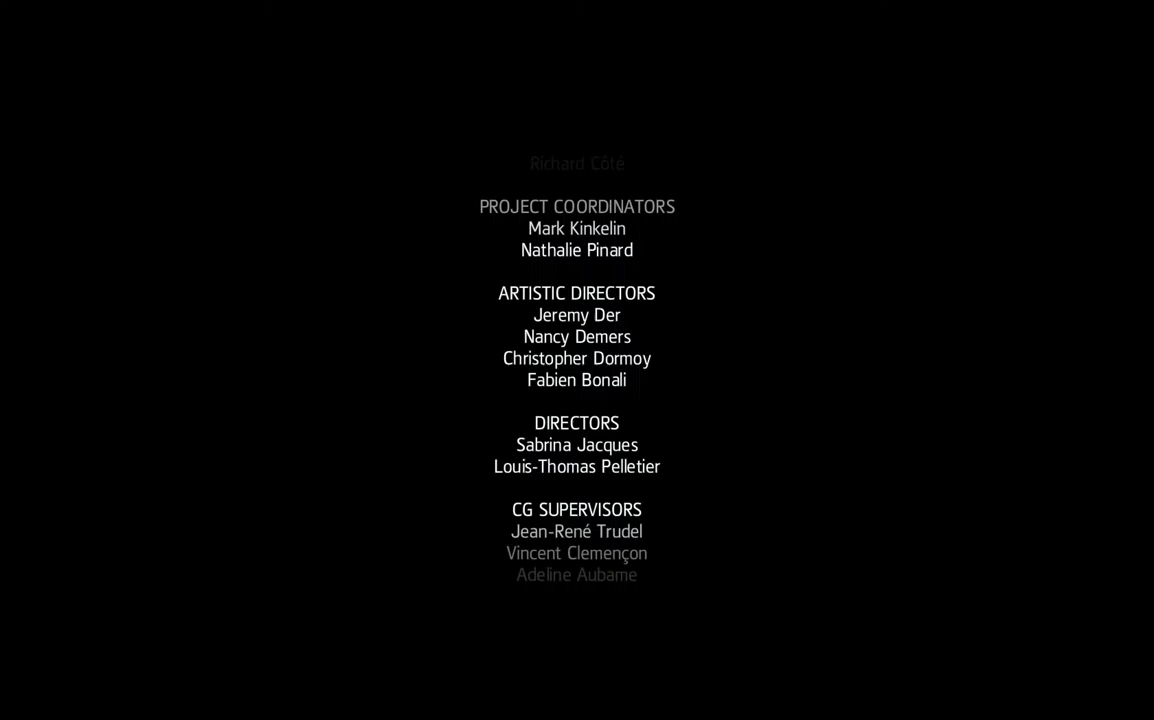 Richard Côté
PROJECT COORDINATORS
Mark Kinkelin
Nathalie Pinard
ARTISTIC DIRECTORS
Jeremy Der
Nancy Demers
Christopher Dormoy
Fabien Bonali
DIRECTORS
Sabrina Jacques
Louis-Thomas Pelletier
CG SUPERVISORS
Jean-René Trudel
Vincent Clemençon
Adeline Aubame